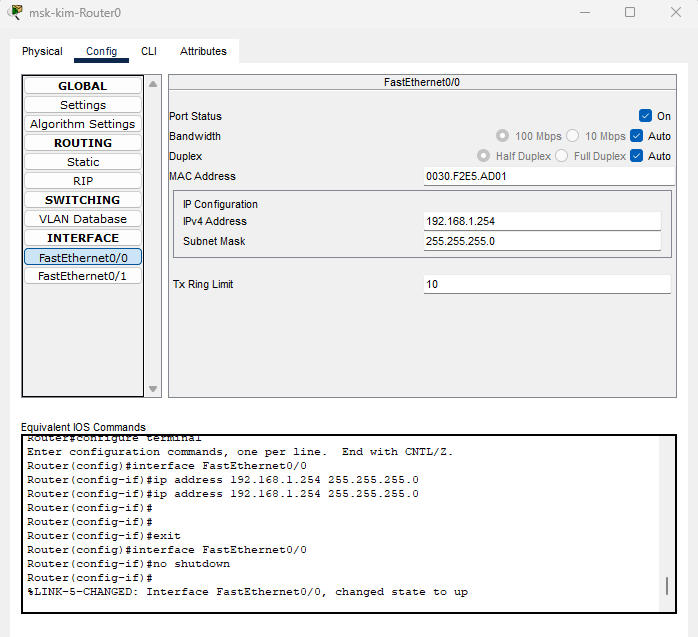 msk-kim-Router0
Physical Config CLI Attributes
GLOBAL
Settings
Algorithm Settings
ROUTING
Static
RIP
SWITCHING
VLAN Database
INTERFACE
FastEthernet0/0
FastEthernet0/1
FastEthernet0/0
Port Status On
Bandwidth 100 Mbps 10 Mbps Auto
Duplex Half Duplex Full Duplex Auto
MAC Address 0030.F2E5.AD01
IP Configuration
IPv4 Address 192.168.1.254
Subnet Mask 255.255.255.0
Tx Ring Limit 10
Equivalent IOS Commands
Router#configure terminal
Enter configuration commands, one per line. End with CNTL/Z.
Router(config)#interface FastEthernet0/0
Router(config-if)#ip address 192.168.1.254 255.255.255.0
Router(config-if)#ip address 192.168.1.254 255.255.255.0
Router(config-if)#
Router(config-if)#
Router(config-if)#exit
Router(config)#interface FastEthernet0/0
Router(config-if)#no shutdown
Router(config-if)#
%LINK-5-CHANGED: Interface FastEthernet0/0, changed state to up